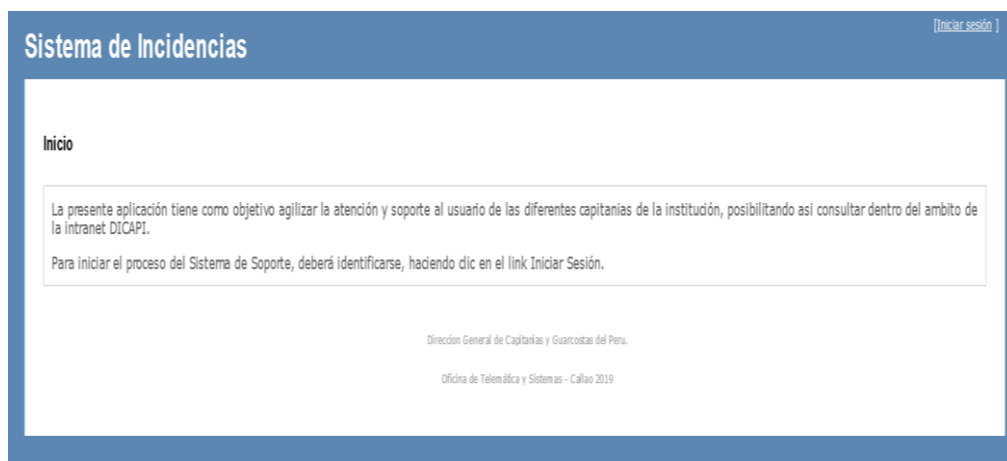 [Iniciar sesión ]
Sistema de Incidencias
Inicio
La presente aplicación tiene como objetivo agilizar la atención y soporte al usuario de las diferentes capitanias de la institución, posibilitando asi consultar dentro del ambito de
la intranet DICAPI.
Para iniciar el proceso del Sistema de Soporte, deberá identificarse, haciendo clic en el link Iniciar Sesión.
Direccion General de Capitanias y Guarcostas del Peru.
Oficina de Telemática y Sistemas - Callao 2019